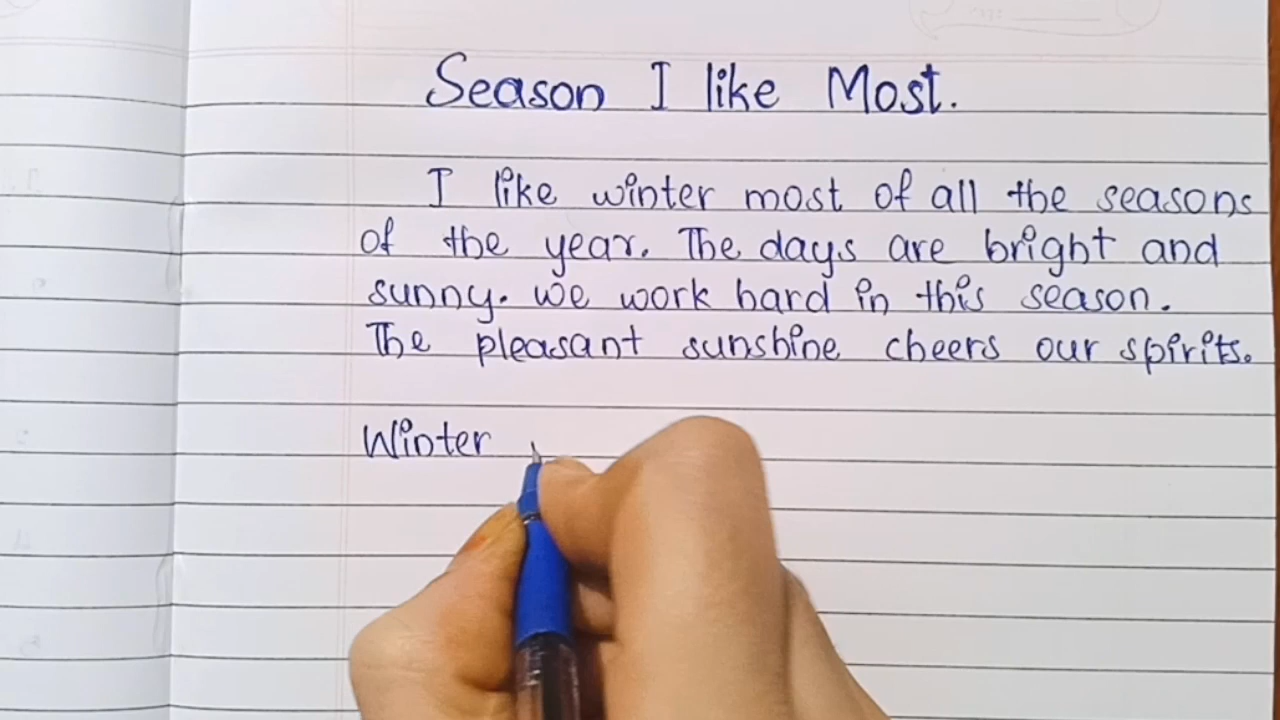 Season I like Most.
I like winter most of all the seasons
of the year. The days are bright and
sunny. we work hard in this season.
The pleasant sunshine cheers our spirits.
Winter